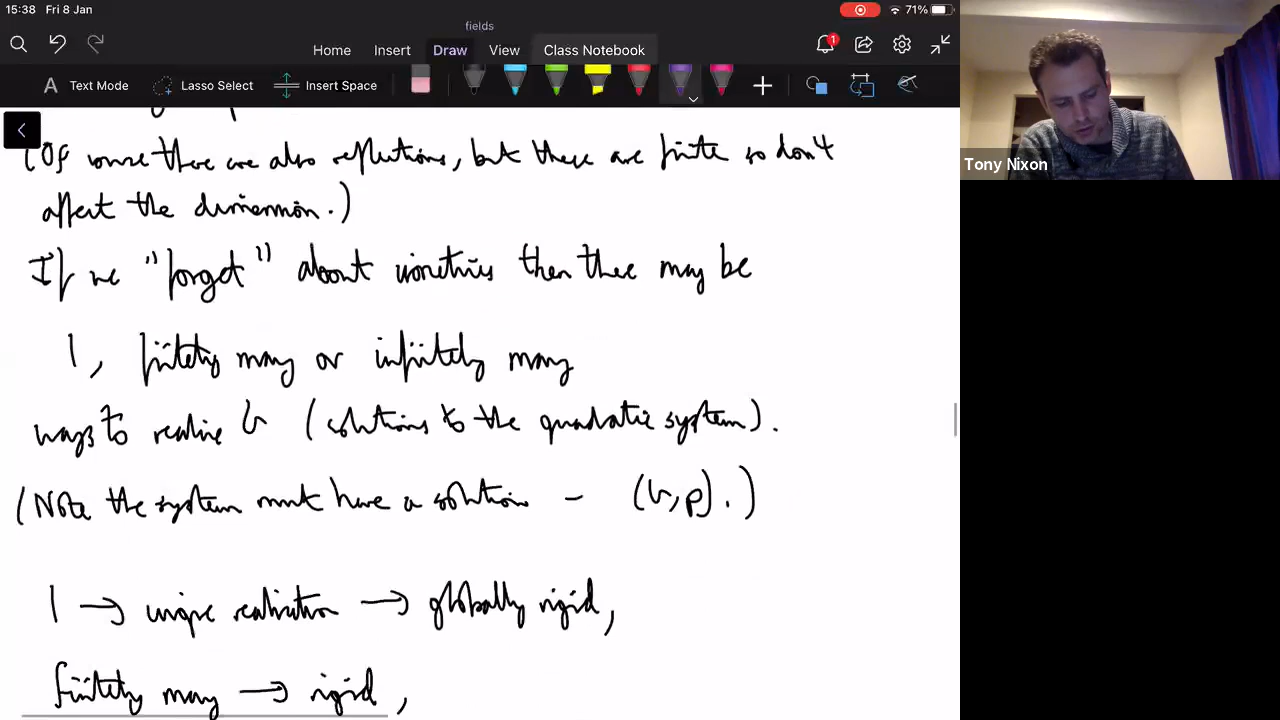 15:38 Fri 8 Jan
71%
fields
Home Insert Draw View Class Notebook
1
Text Mode Lasso Select Insert Space
(Of course there are also reflections, but these are finite so don't
affect the dimension.)
If we "forget" about isometries then there may be
1, finitely many or infinitely many
ways to realise G (solutions to the quadratic system).
(Note the system must have a solution – (G,p).)
1 → unique realisation → globally rigid,
finitely many → rigid,
Tony Nixon